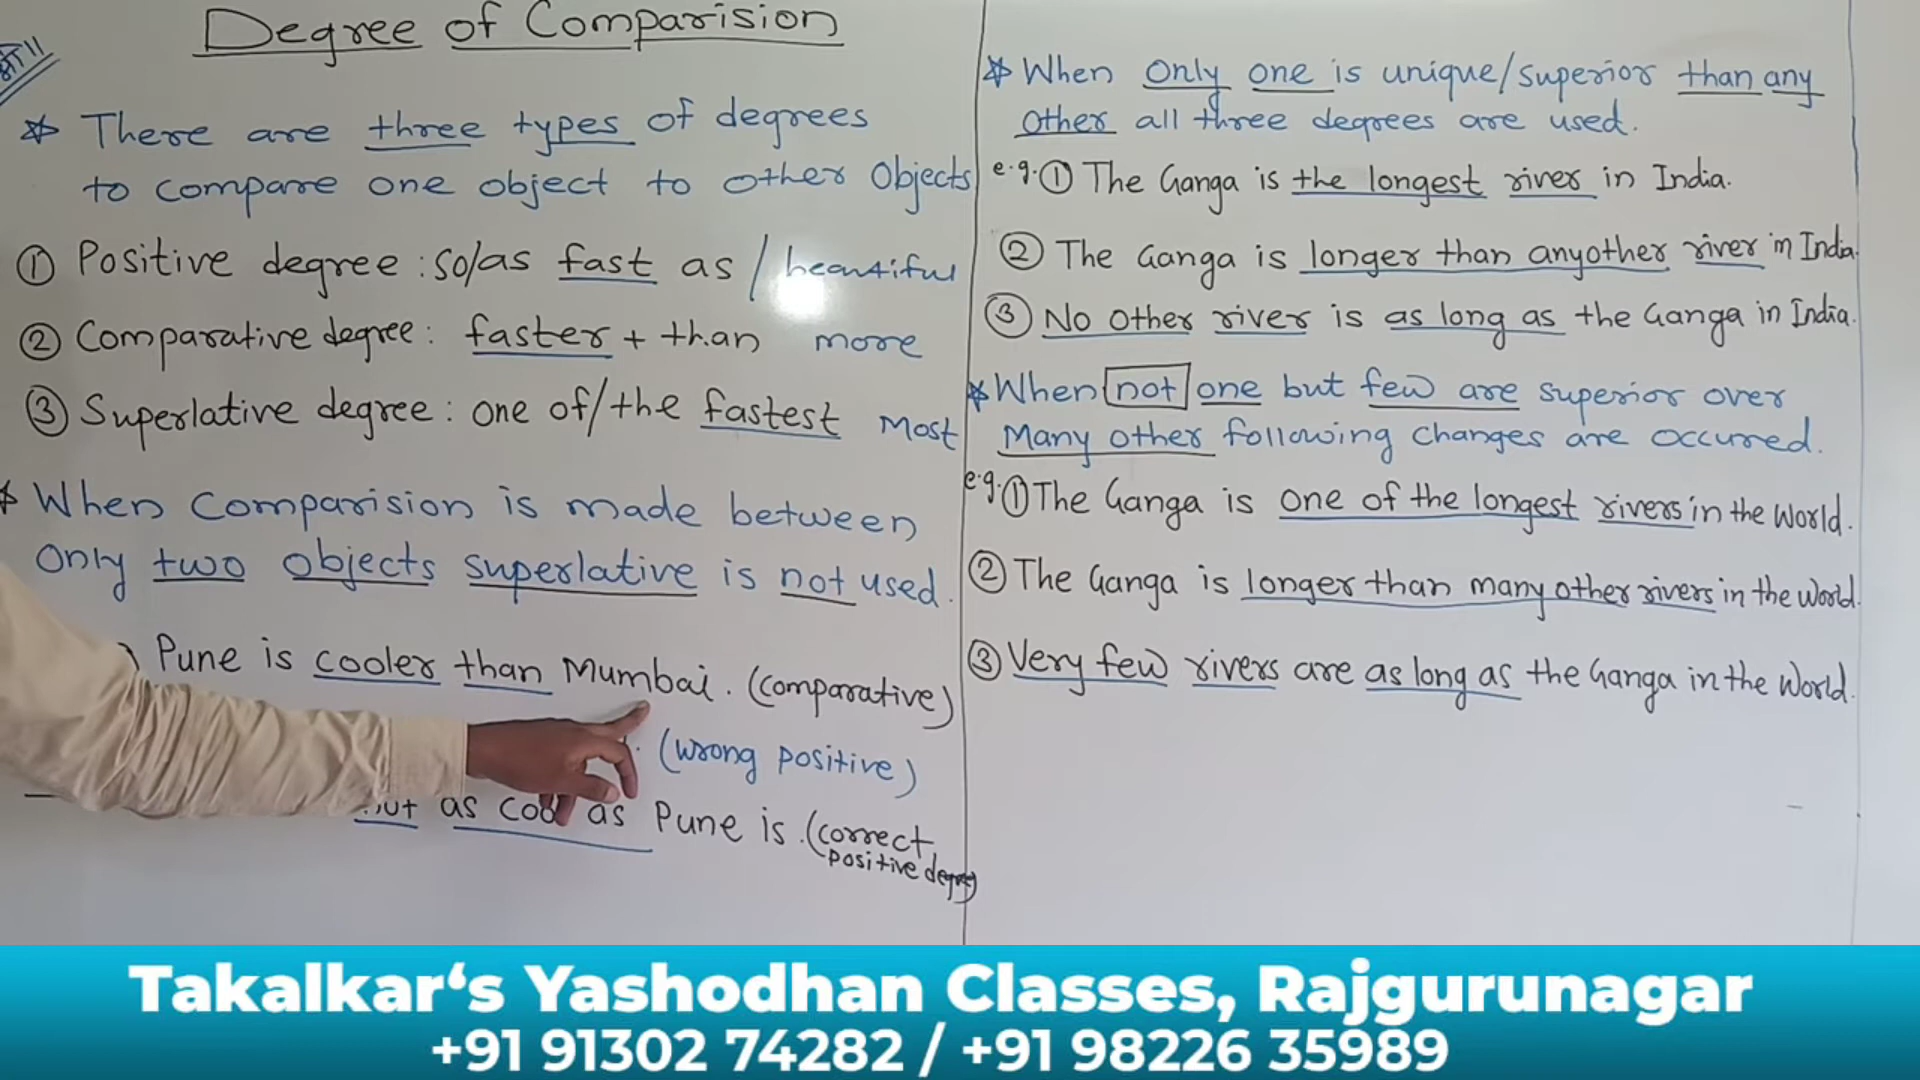 Degree of Comparision
There are three types of degrees
to compare one object to other Objects
① Positive degree : so/as fast as / beautiful
② Comparative degree : faster + than more
③ Superlative degree : one of/the fastest Most
When Comparision is made between
Only two objects superlative is not used.
Pune is cooler than Mumbai. (comparative)
(wrong positive)
not as cool as Pune is. (correct
positive degree)
When Only one is unique/superior than any
other all three degrees are used.
e.g. ① The Ganga is the longest river in India.
② The Ganga is longer than anyother river in India.
③ No other river is as long as the Ganga in India.
When not one but few are superior over
Many other following changes are occurred.
e.g. ① The Ganga is one of the longest rivers in the World.
② The Ganga is longer than many other rivers in the World.
③ Very few rivers are as long as the Ganga in the World.
Takalkar‘s Yashodhan Classes, Rajgurunagar
+91 91302 74282 / +91 98226 35989